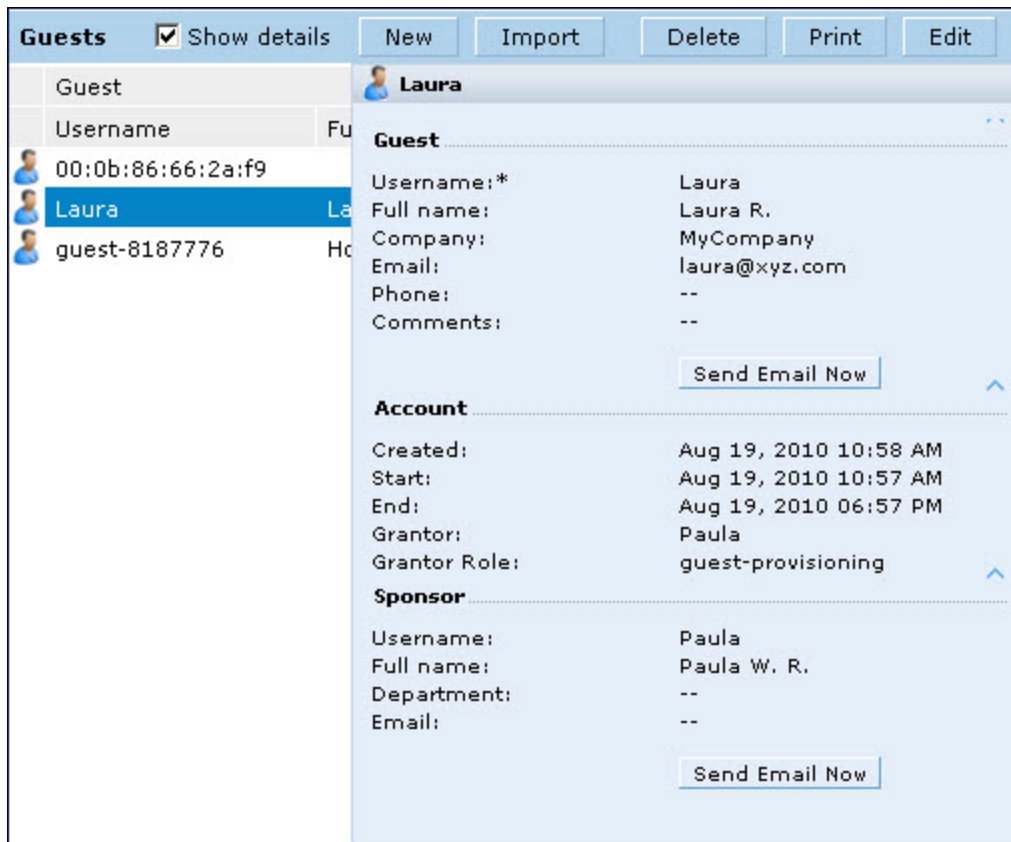 Guests Show details New Import Delete Print Edit
Guest
Username Fu
00:0b:86:66:2a:f9
Laura La
guest-8187776 Ho
Laura
Guest
Username:* Laura
Full name: Laura R.
Company: MyCompany
Email: laura@xyz.com
Phone: --
Comments: --
Send Email Now
Account
Created: Aug 19, 2010 10:58 AM
Start: Aug 19, 2010 10:57 AM
End: Aug 19, 2010 06:57 PM
Grantor: Paula
Grantor Role: guest-provisioning
Sponsor
Username: Paula
Full name: Paula W. R.
Department: --
Email: --
Send Email Now